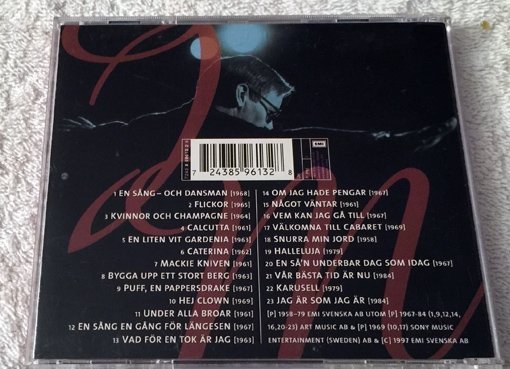 EMI
7 24385 96132 8
1 EN SÅNG – OCH DANSMAN [1968]
2 FLICKOR [1965]
3 KVINNOR OCH CHAMPAGNE [1964]
4 CALCUTTA [1961]
5 EN LITEN VIT GARDENIA [1963]
6 CATERINA [1962]
7 MACKIE KNIVEN [1961]
8 BYGGA UPP ETT STORT BERG [1963]
9 PUFF, EN PAPPERSDRAKE [1969]
10 HEJ CLOWN [1969]
11 UNDER ALLA BROAR [1964]
12 EN SÅNG EN GÅNG FÖR LÄNGESEN [1967]
13 VAD FÖR EN TOK ÄR JAG [1963]
14 OM JAG HADE PENGAR [1967]
15 NÅGOT VÄNTAR [1961]
16 VEM KAN JAG GÅ TILL [1967]
17 VÄLKOMNA TILL CABARET [1969]
18 SNURRA MIN JORD [1958]
19 HALLELUJA [1979]
20 EN SÅ'N UNDERBAR DAG SOM IDAG [1967]
21 VÅR BÄSTA TID ÄR NU [1984]
22 KARUSELL [1979]
23 JAG ÄR SOM JAG ÄR [1984]
[P] 1958–79 EMI SVENSKA AB UTOM [P] 1967-84 (1,9,12,14,
16,20-23) ART MUSIC AB & [P] 1969 (10,17) SONY MUSIC
ENTERTAINMENT (SWEDEN) AB & [C] 1997 EMI SVENSKA AB